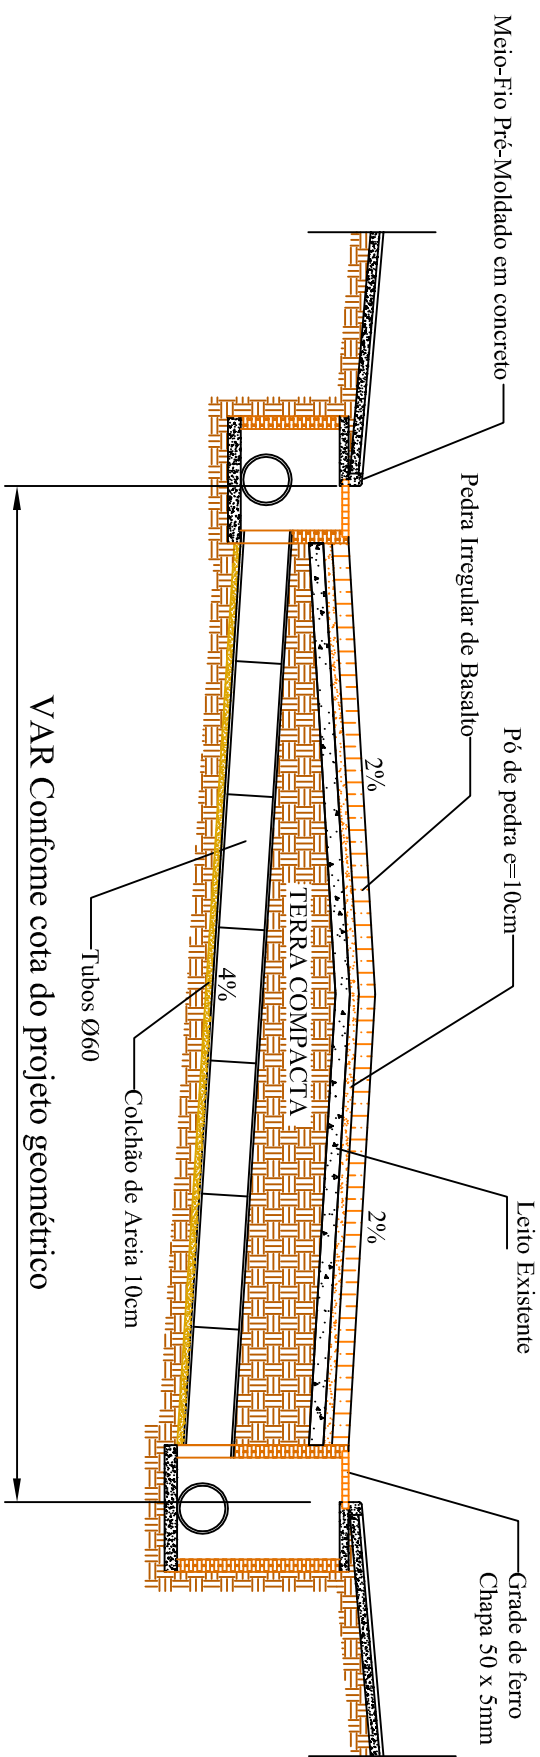 Meio-Fio Pré-Moldado em concreto
Pedra Irregular de Basalto
Pó de pedra e=10cm
Leito Existente
Grade de ferro
Chapa 50 x 5mm
2%
2%
TERRA COMPACTA
4%
Tubos Ø60
Colchão de Areia 10cm
VAR Confome cota do projeto geométrico